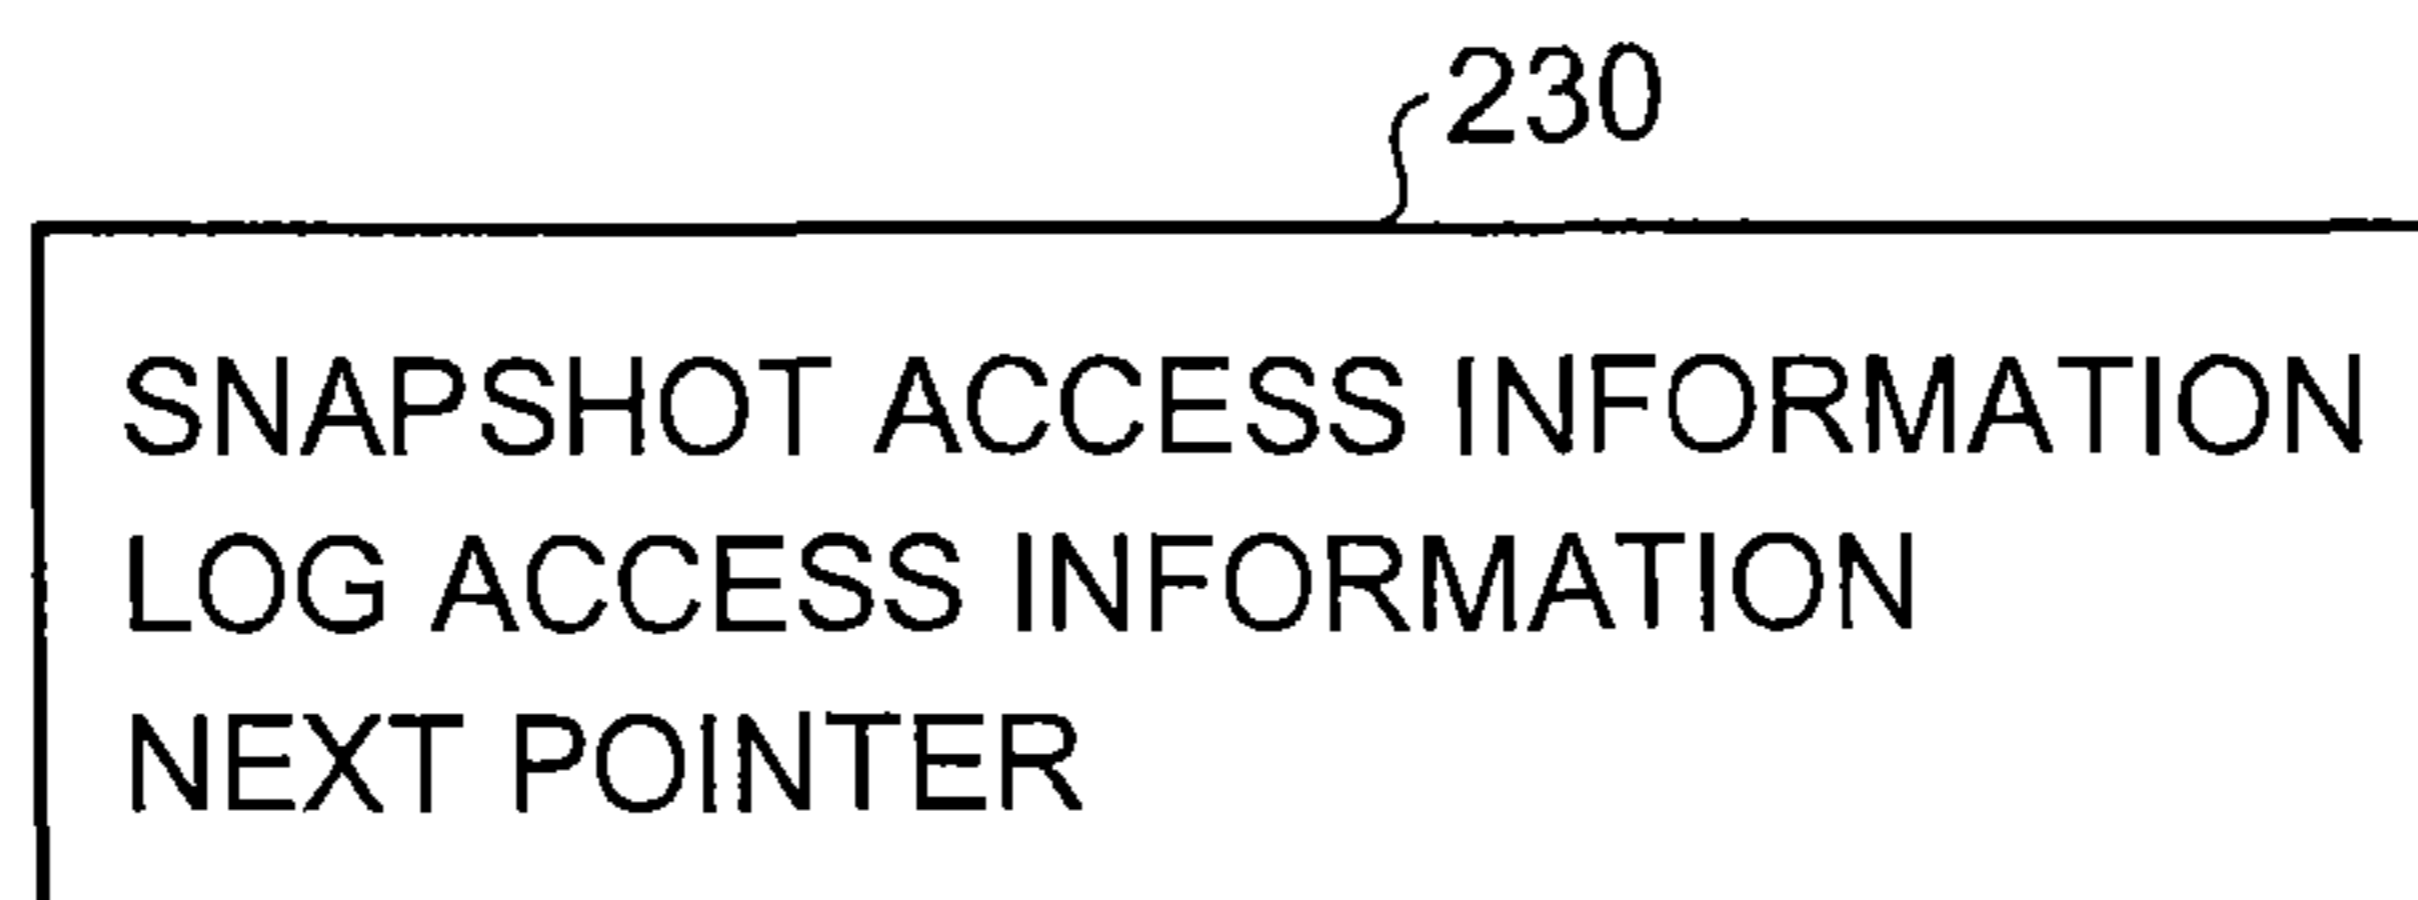 230
SNAPSHOT ACCESS INFORMATION
LOG ACCESS INFORMATION
NEXT POINTER